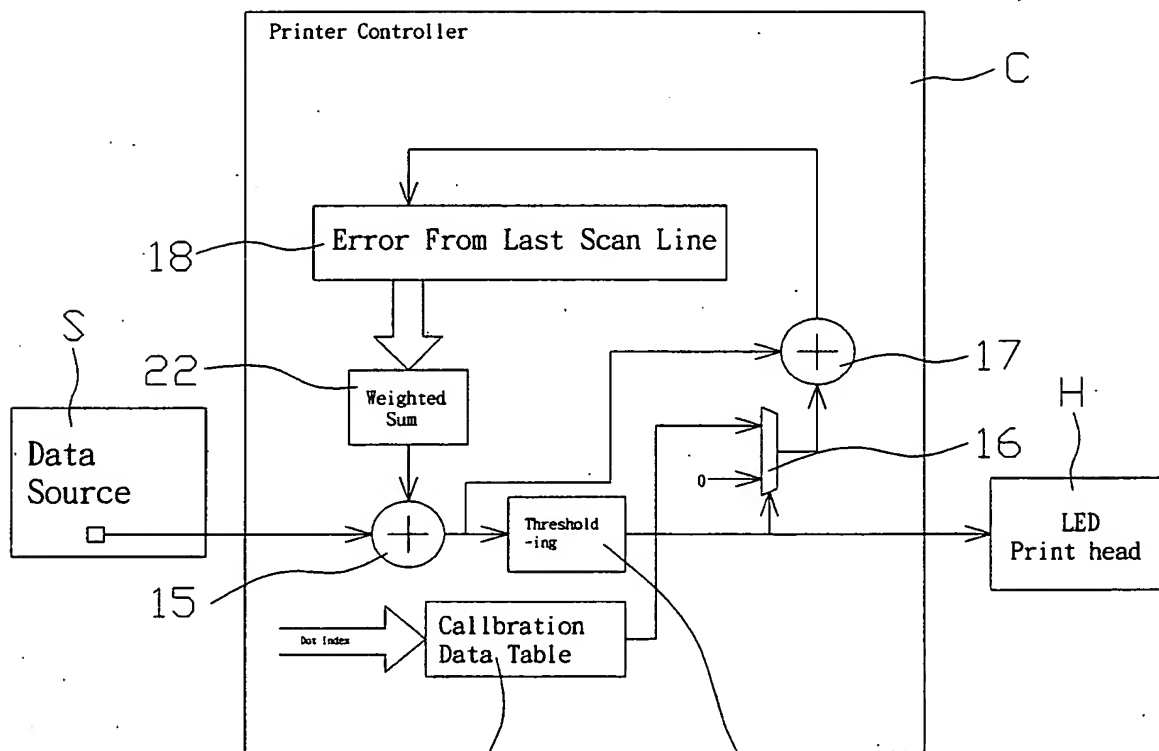 Printer Controller
C
Error From Last Scan Line
18
S
17
22
Weighted
Sum
H
Data
Source
16
0
Threshold
-ing
LED
Print head
15
Dot Index
Callbration
Data Table